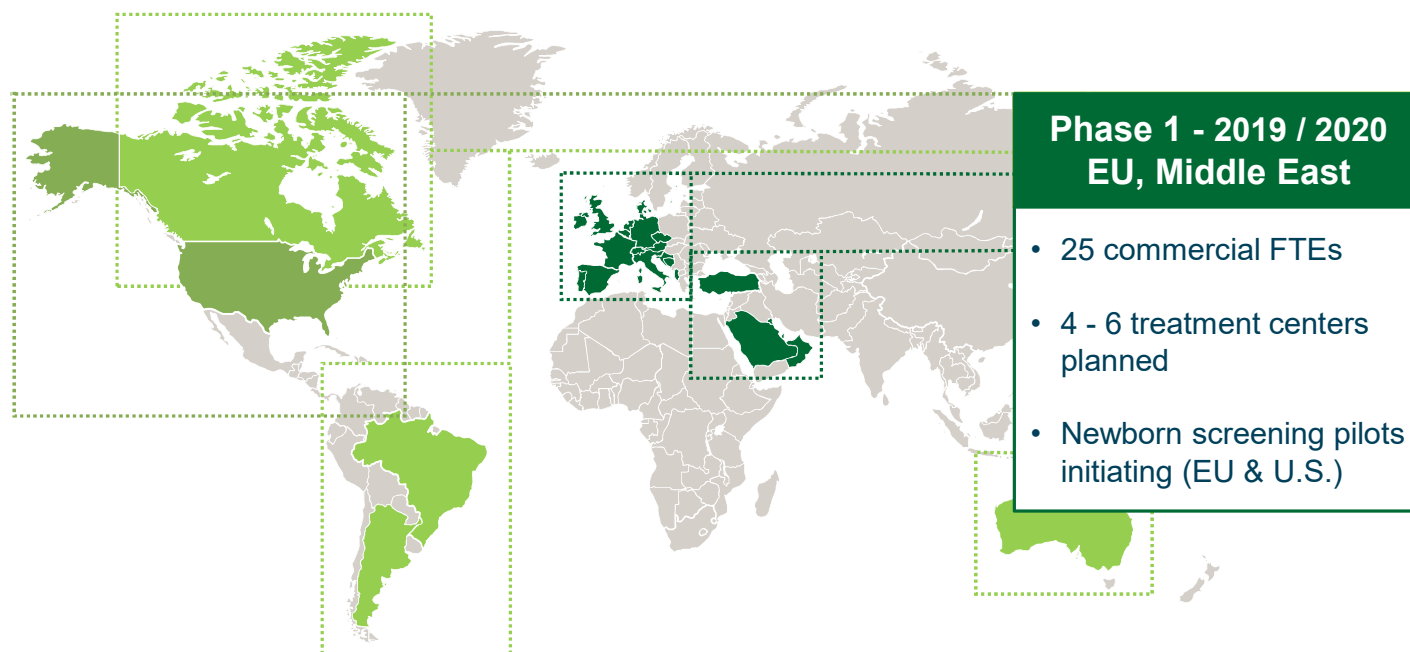 Phase 1 - 2019 / 2020
EU, Middle East
• 25 commercial FTEs
• 4 - 6 treatment centers
planned
• Newborn screening pilots
initiating (EU & U.S.)